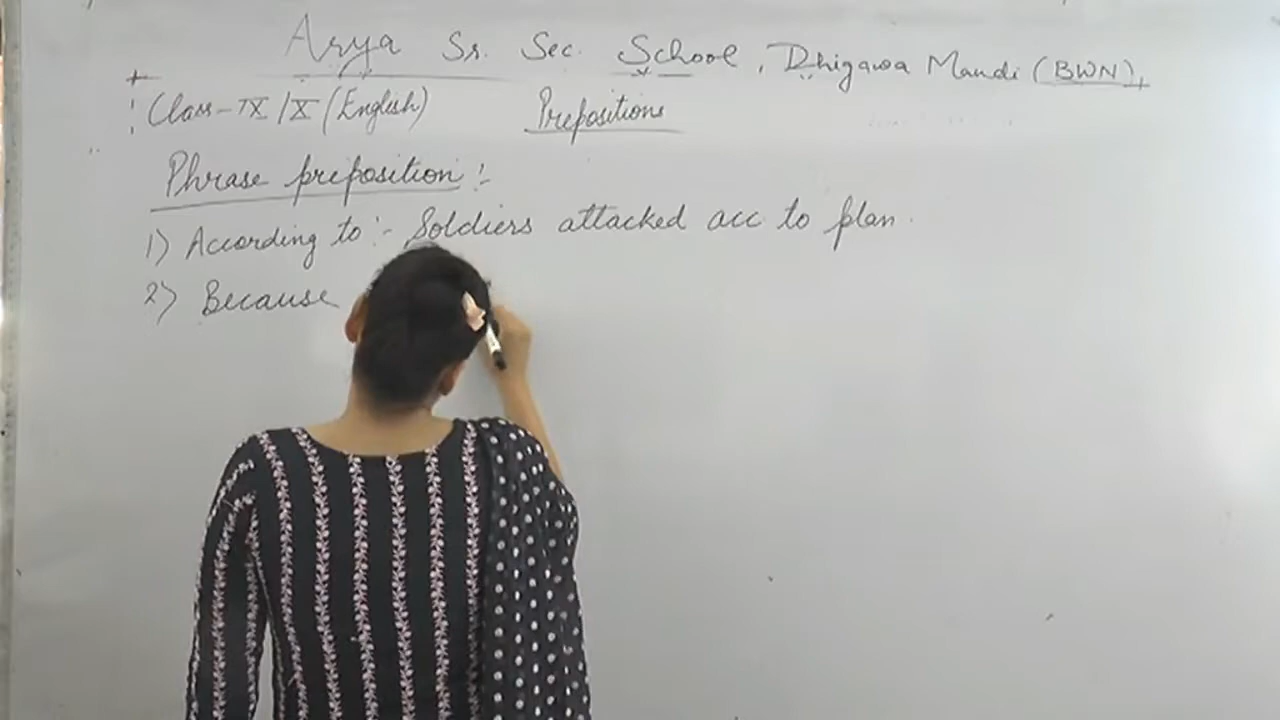 Arya Sr. Sec. School, Dhigawa Mandi (BWN)
Class-IX/X (English) Prepositions
Phrase preposition :-
1) According to :- Soldiers attacked acc to plan.
2) Because